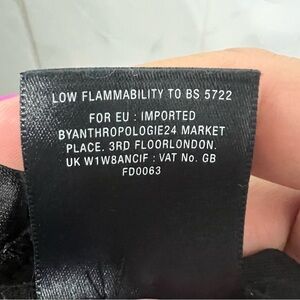 LOW FLAMMABILITY TO BS 5722
FOR EU : IMPORTED
BYANTHROPOLOGIE24 MARKET
PLACE. 3RD FLOORLONDON.
UK W1W8ANCIF : VAT No. GB
FD0063